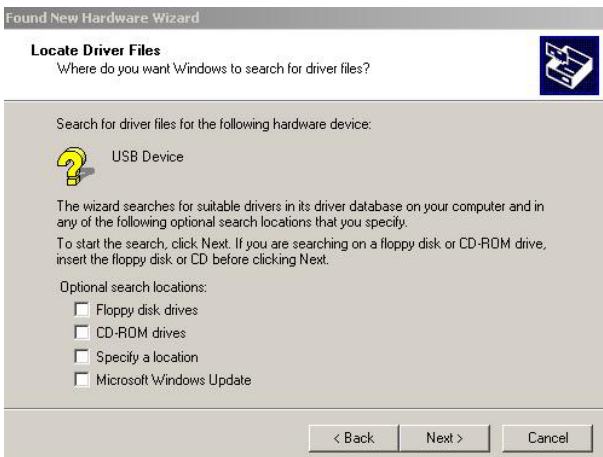 Found New Hardware Wizard
Locate Driver Files
Where do you want Windows to search for driver files?
Search for driver files for the following hardware device:
USB Device
The wizard searches for suitable drivers in its driver database on your computer and in
any of the following optional search locations that you specify.
To start the search, click Next. If you are searching on a floppy disk or CD-ROM drive,
insert the floppy disk or CD before clicking Next.
Optional search locations:
Floppy disk drives
CD-ROM drives
Specify a location
Microsoft Windows Update
< Back Next > Cancel